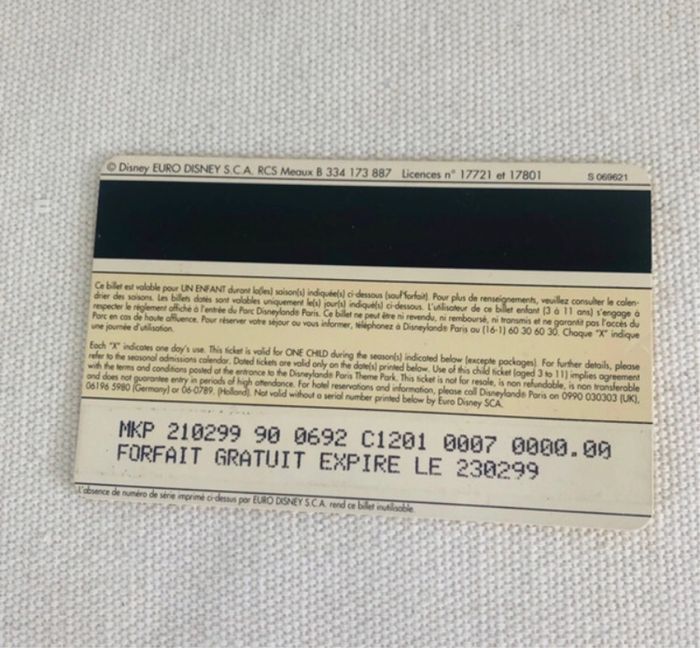 © Disney EURO DISNEY S.C.A. RCS Meaux B 334 173 887 Licences n° 17721 et 17801 S 069621
Ce billet est valable pour UN ENFANT durant la(les) saison(s) indiquée(s) ci-dessous (sauf forfait). Pour plus de renseignements, veuillez consulter le calen-
drier des saisons. Les billets datés sont valables uniquement le(s) jour(s) indiqué(s) ci-dessous. L'utilisateur de ce billet enfant (3 à 11 ans) s'engage à
respecter le règlement affiché à l'entrée du Parc Disneyland® Paris. Ce billet ne peut être ni revendu, ni remboursé, ni transmis et ne garantit pas l'accès du
Parc en cas de haute affluence. Pour réserver votre séjour ou vous informer, téléphonez à Disneyland® Paris au (16-1) 60 30 60 30. Chaque "X" indique
une journée d'utilisation.
Each "X" indicates one day's use. This ticket is valid for ONE CHILD during the season(s) indicated below (excepte packages). For further details, please
refer to the seasonal admissions calendar. Dated tickets are valid only on the date(s) printed below. Use of this child ticket (aged 3 to 11) implies agreement
with the terms and conditions posted at the entrance to the Disneyland® Paris Theme Park. This ticket is not for resale, is non refundable, is non transferable
and does not guarantee entry in periods of high attendance. For hotel reservations and information, please call Disneyland® Paris on 0990 030303 (UK),
06196 5980 (Germany) or 06-0789. (Holland). Not valid without a serial number printed below by Euro Disney SCA.
MKP 210299 90 0692 C1201 0007 0000.00
FORFAIT GRATUIT EXPIRE LE 230299
L'absence de numéro de série imprimé ci-dessus par EURO DISNEY S.C.A. rend ce billet inutilisable.